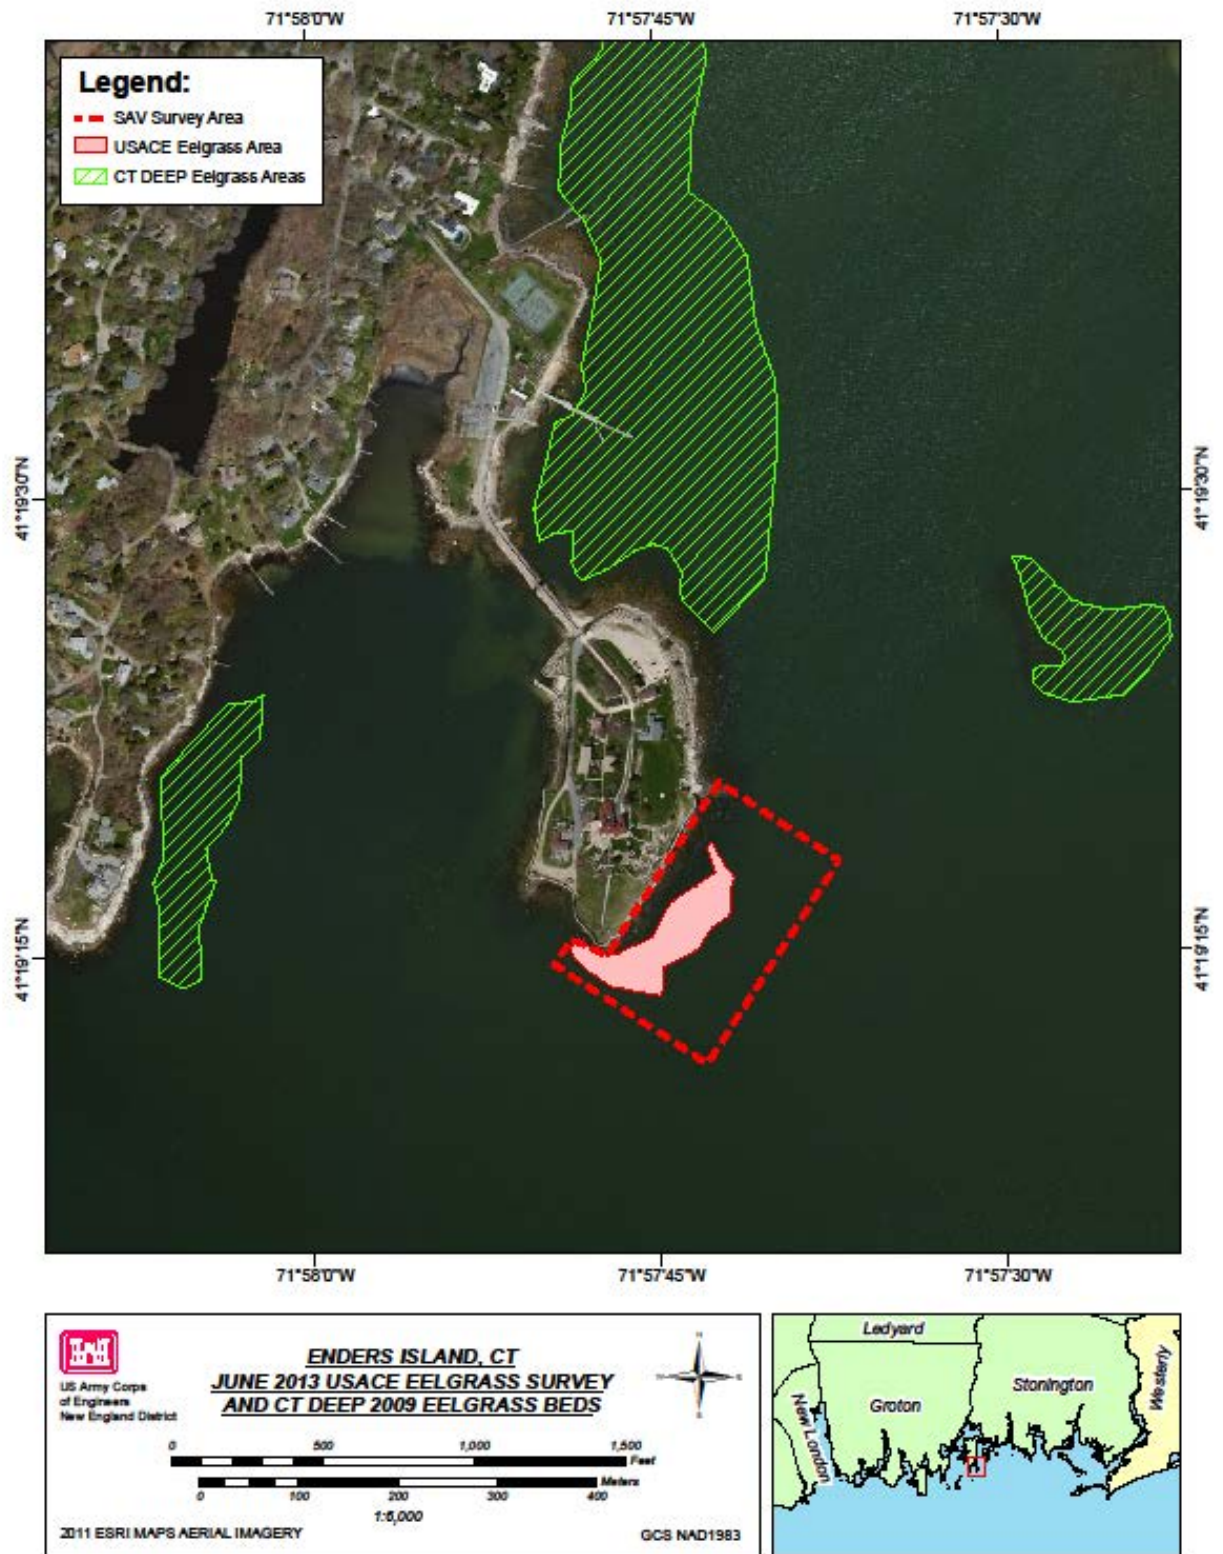 71°58'0"W 71°57'45"W 71°57'30"W
Legend:
SAV Survey Area
USACE Eelgrass Area
CT DEEP Eelgrass Areas
41°19'30"N 41°19'30"N
41°19'15"N 41°19'15"N
71°58'0"W 71°57'45"W 71°57'30"W
US Army Corps
of Engineers
New England District
ENDERS ISLAND, CT
JUNE 2013 USACE EELGRASS SURVEY
AND CT DEEP 2009 EELGRASS BEDS
N
W E
S
0 500 1,000 1,500
Feet
Meters
0 100 200 300 400
1:6,000
2011 ESRI MAPS AERIAL IMAGERY
GCS NAD1983
Ledyard
Groton
Stonington
New London
Westerly